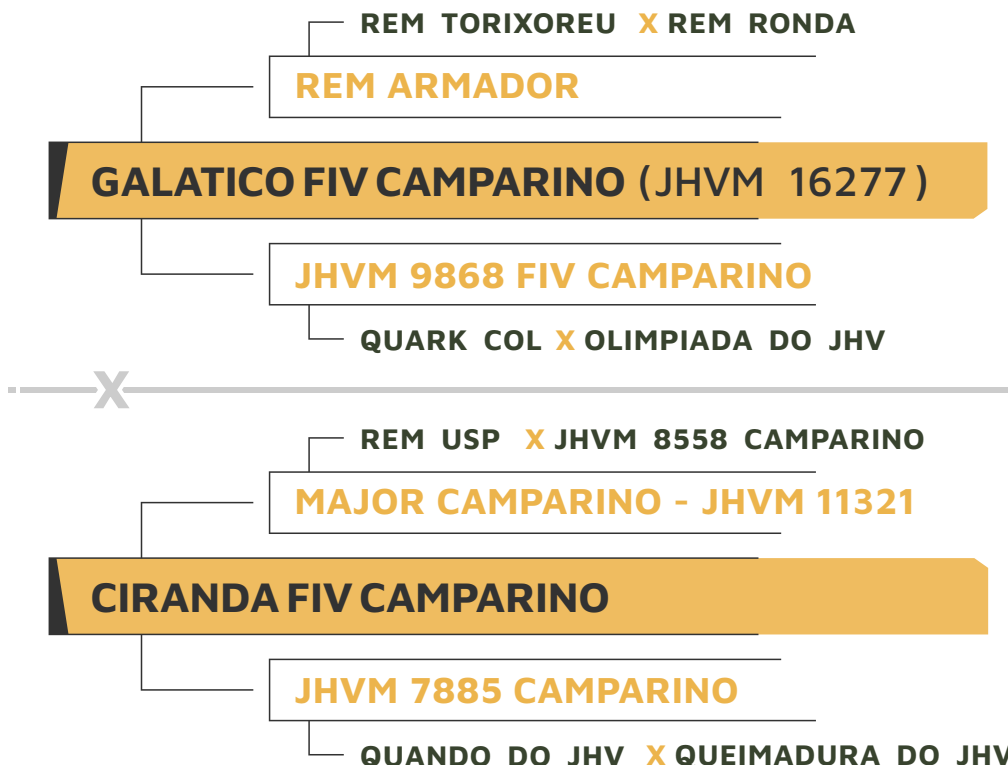 REM TORIXOREU X REM RONDA
REM ARMADOR
GALATICO FIV CAMPARINO (JHVM 16277)
JHVM 9868 FIV CAMPARINO
QUARK COL X OLIMPIADA DO JHV
X
REM USP X JHVM 8558 CAMPARINO
MAJOR CAMPARINO - JHVM 11321
CIRANDA FIV CAMPARINO
JHVM 7885 CAMPARINO
QUANDO DO JHV X QUEIMADURA DO JHV